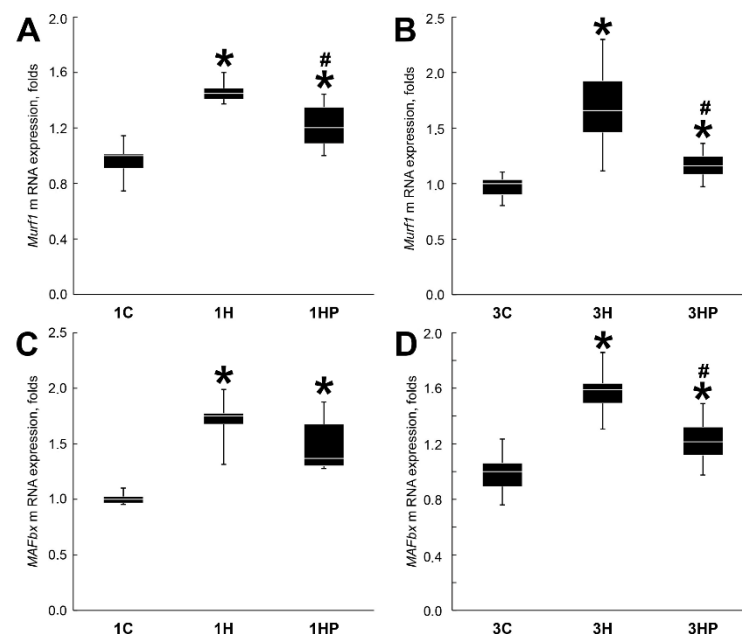 A
Murf1 m RNA expression, folds
2.0
1.6
1.2
0.8
0.4
0.0
*
#
*
1C 1H 1HP
B
Murf1 m RNA expression, folds
2.5
2.0
1.5
1.0
0.5
0.0
*
#
*
3C 3H 3HP
C
MAFbx m RNA expression, folds
2.5
2.0
1.5
1.0
0.5
0.0
*
*
1C 1H 1HP
D
MAFbx m RNA expression, folds
2.0
1.6
1.2
0.8
0.4
0.0
*
#
*
3C 3H 3HP